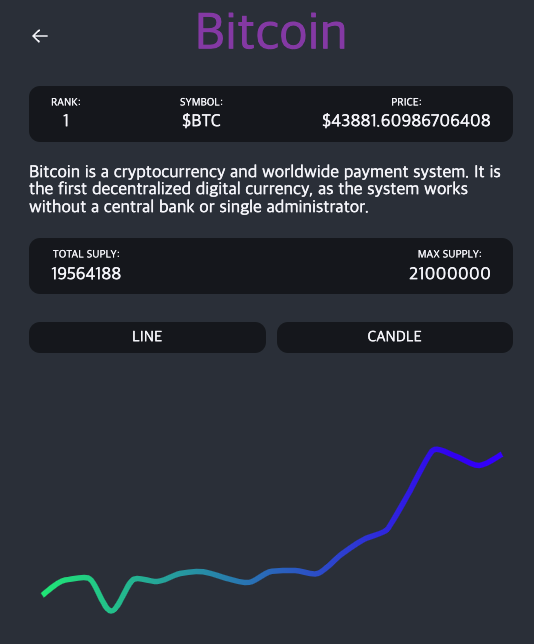 Bitcoin
RANK: SYMBOL: PRICE:
1 $BTC $43881.60986706408
Bitcoin is a cryptocurrency and worldwide payment system. It is
the first decentralized digital currency, as the system works
without a central bank or single administrator.
TOTAL SUPLY: MAX SUPPLY:
19564188 21000000
LINE CANDLE